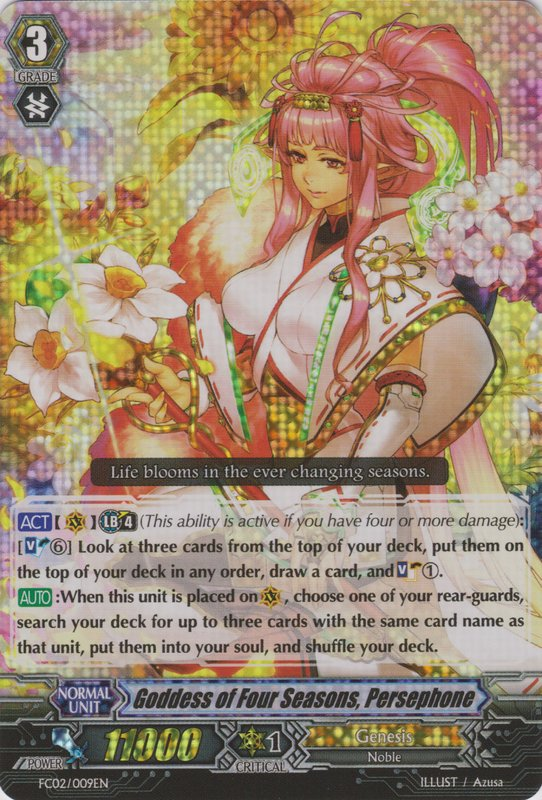 3
GRADE
Life blooms in the ever changing seasons.
ACT [ ] LB 4 (This ability is active if you have four or more damage):
[V ⑥] Look at three cards from the top of your deck, put them on
the top of your deck in any order, draw a card, and V ①.
AUTO :When this unit is placed on , choose one of your rear-guards,
search your deck for up to three cards with the same card name as
that unit, put them into your soul, and shuffle your deck.
NORMAL
UNIT
Goddess of Four Seasons, Persephone
POWER
11000
1
CRITICAL
Genesis
Noble
FC02/009EN
ILLUST / Azusa